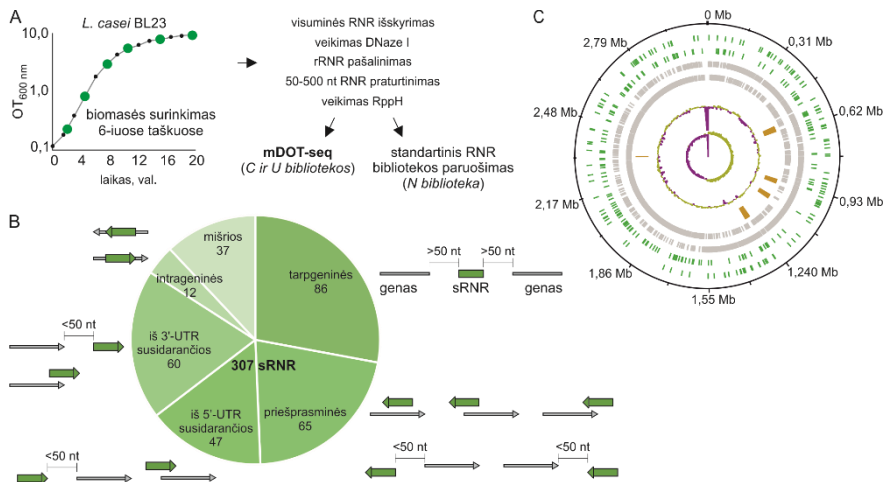 A
L. casei BL23
OT600 nm
10,0
1,0
0,1
0
4
8
12
16
20
laikas, val.
biomasės surinkimas
6-iuose taškuose
visuminės RNR išskyrimas
veikimas DNaze I
rRNR pašalinimas
50-500 nt RNR praturtinimas
veikimas RppH
mDOT-seq
(C ir U bibliotekos)
standartinis RNR
bibliotekos paruošimas
(N biblioteka)
B
mišrios
37
intrageninės
12
iš 3'-UTR
susidarančios
60
iš 5'-UTR
susidarančios
47
priešprasminės
65
tarpgeninės
86
307 sRNR
>50 nt
>50 nt
genas
sRNR
genas
<50 nt
<50 nt
<50 nt
<50 nt
C
0 Mb
0,31 Mb
0,62 Mb
0,93 Mb
1,240 Mb
1,55 Mb
1,86 Mb
2,17 Mb
2,48 Mb
2,79 Mb